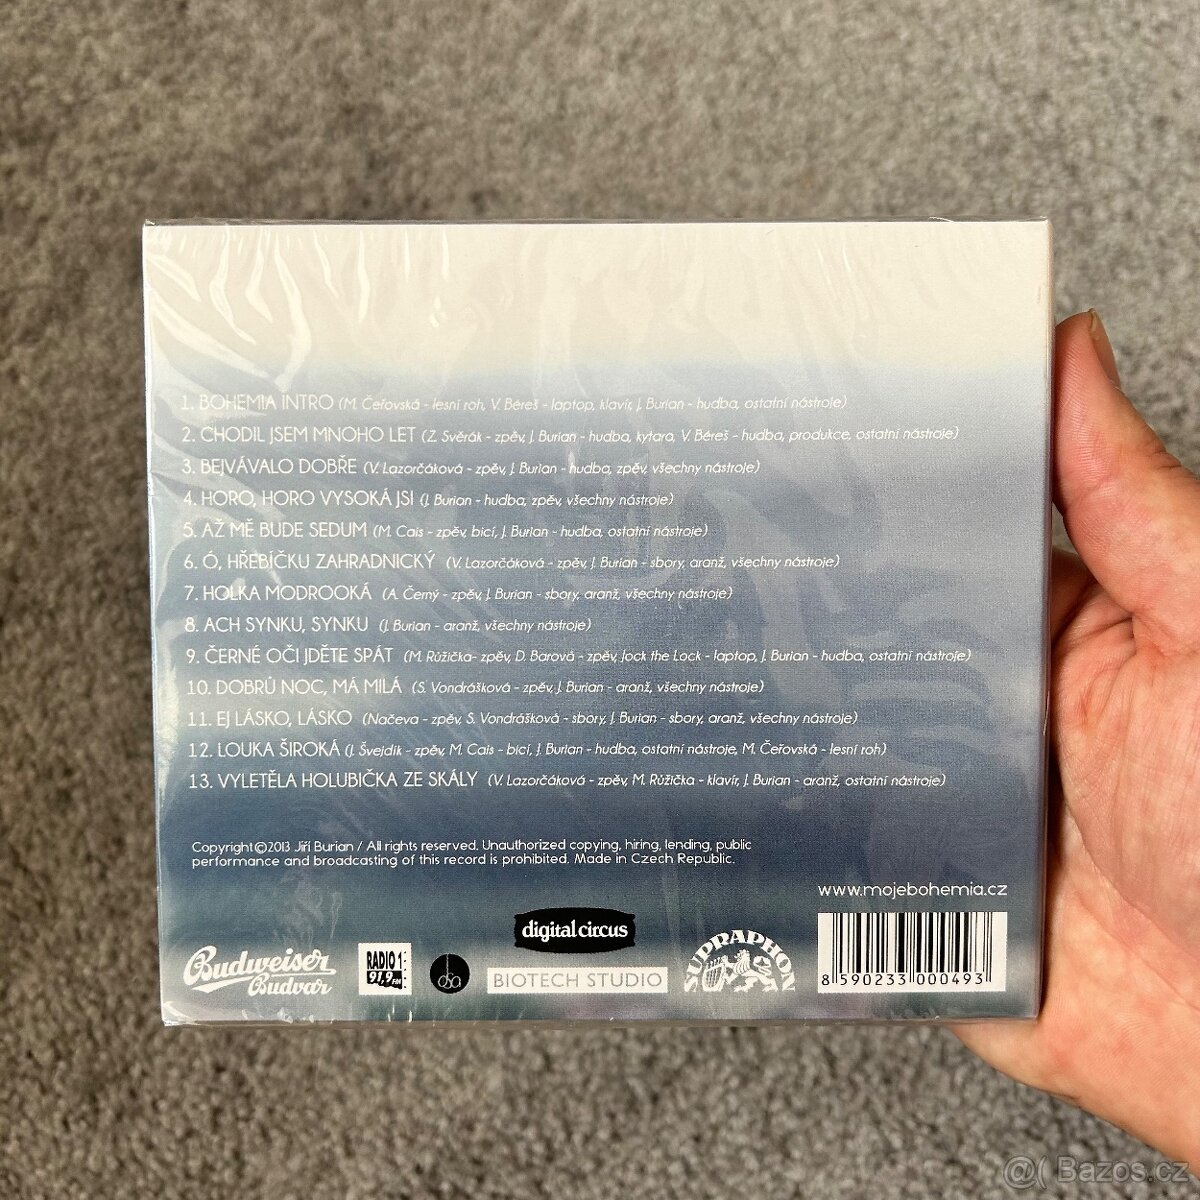 1. BOHEMIA INTRO (M. Čeřovská - lesní roh, V. Béreš - laptop, klavír, J. Burian - hudba, ostatní nástroje)
2. CHODIL JSEM MNOHO LET (Z. Svěrák - zpěv, J. Burian - hudba, kytara, V. Béreš - hudba, produkce, ostatní nástroje)
3. BEJVÁVALO DOBŘE (V. Lazorčáková - zpěv, J. Burian - hudba, zpěv, všechny nástroje)
4. HORO, HORO VYSOKÁ JSI (J. Burian - hudba, zpěv, všechny nástroje)
5. AŽ MĚ BUDE SEDUM (M. Cais - zpěv, bicí, J. Burian - hudba, ostatní nástroje)
6. Ó, HŘEBÍČKU ZAHRADNICKÝ (V. Lazorčáková - zpěv, J. Burian - sbory, aranž, všechny nástroje)
7. HOLKA MODROOKÁ (A. Černý - zpěv, J. Burian - sbory, aranž, všechny nástroje)
8. ACH SYNKU, SYNKU (J. Burian - aranž, všechny nástroje)
9. ČERNÉ OČI JDĚTE SPÁT (M. Růžička- zpěv, D. Barová - zpěv, Jock the Lock - laptop, J. Burian - hudba, ostatní nástroje)
10. DOBRÚ NOC, MÁ MILÁ (S. Vondrášková - zpěv, J. Burian - aranž, všechny nástroje)
11. EJ LÁSKO, LÁSKO (Načeva - zpěv, S. Vondrášková - sbory, J. Burian - sbory, aranž, všechny nástroje)
12. LOUKA ŠIROKÁ (J. Švejdík - zpěv, M. Cais - bicí, J. Burian - hudba, ostatní nástroje, M. Čeřovská - lesní roh)
13. VYLETĚLA HOLUBIČKA ZE SKÁLY (V. Lazorčáková - zpěv, M. Růžička - klavír, J. Burian - aranž, ostatní nástroje)
Copyright©2013 Jiří Burian / All rights reserved. Unauthorized copying, hiring, lending, public
performance and broadcasting of this record is prohibited. Made in Czech Republic.
www.mojebohemia.cz
digital circus
Budweiser
Budvar
RADIO 1
91,9 FM
osa
BIOTECH STUDIO
SUPRAPHON
8 590233 000493
@( Bazos.cz